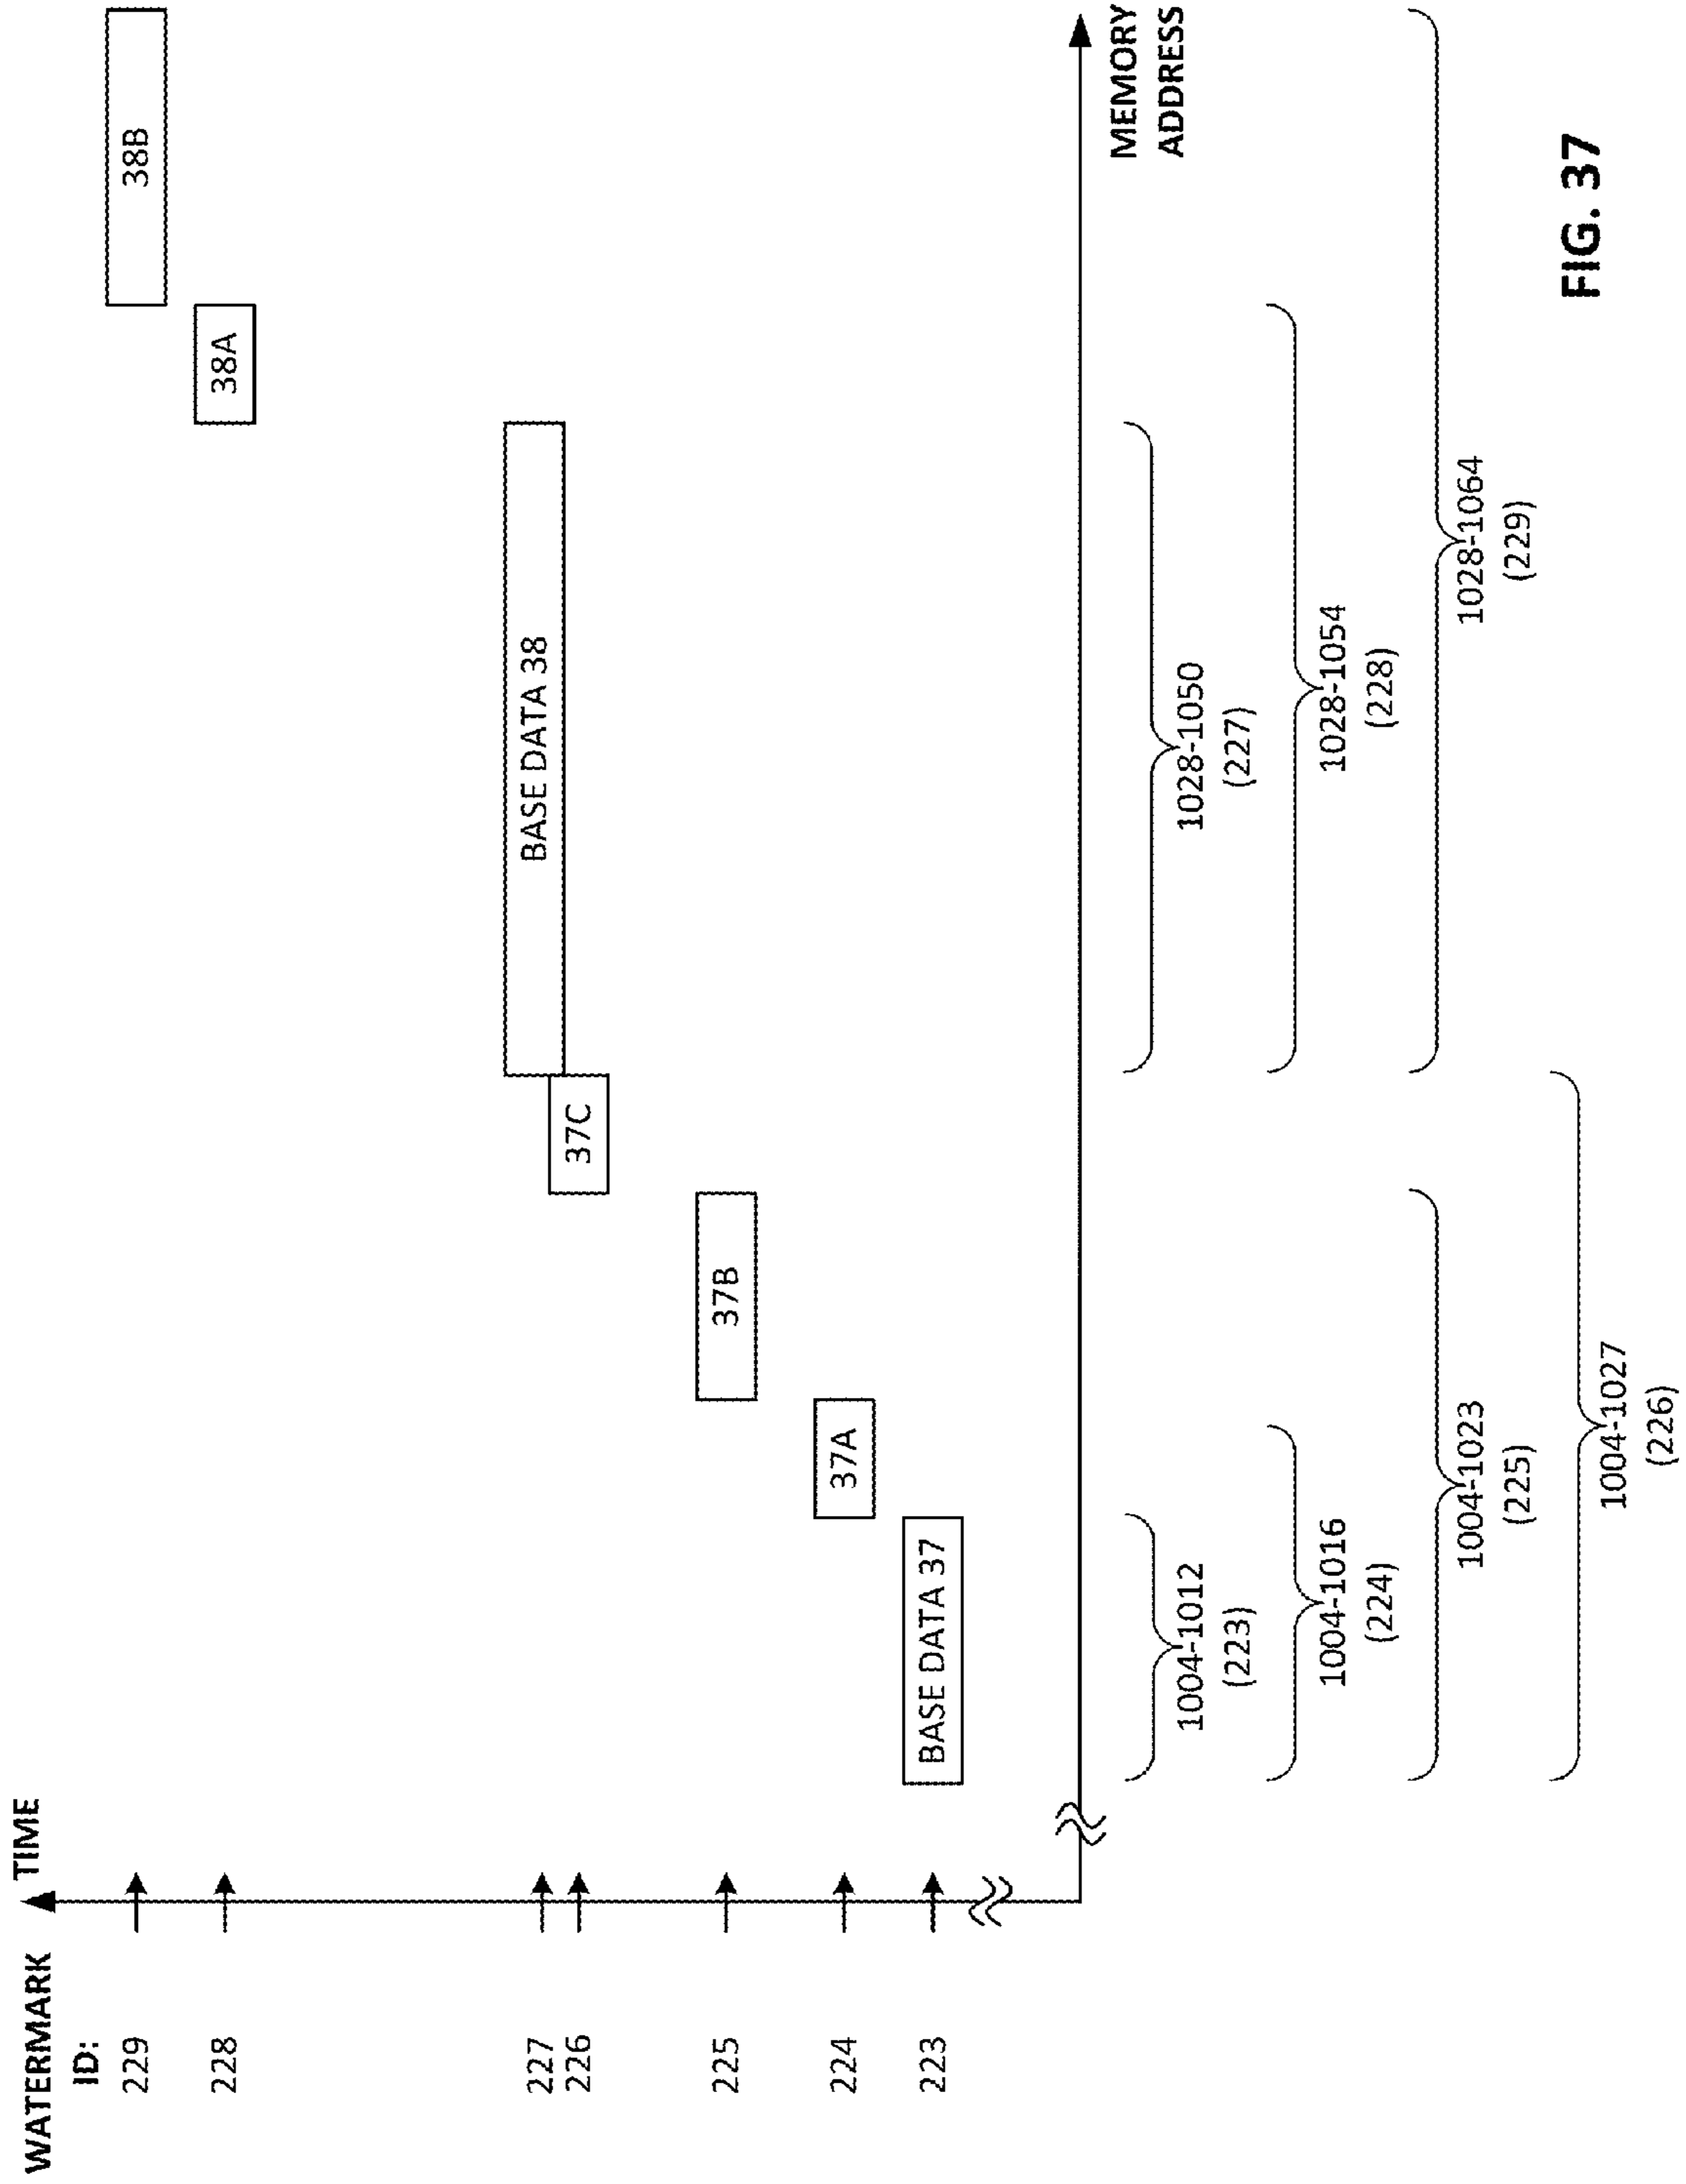 WATERMARK
ID:
TIME
229
228
227
226
225
224
223
38B
38A
BASE DATA 38
37C
37B
37A
BASE DATA 37
MEMORY
ADDRESS
1004-1012
(223)
1028-1050
(227)
1004-1016
(224)
1028-1054
(228)
1004-1023
(225)
1028-1064
(229)
1004-1027
(226)
FIG. 37